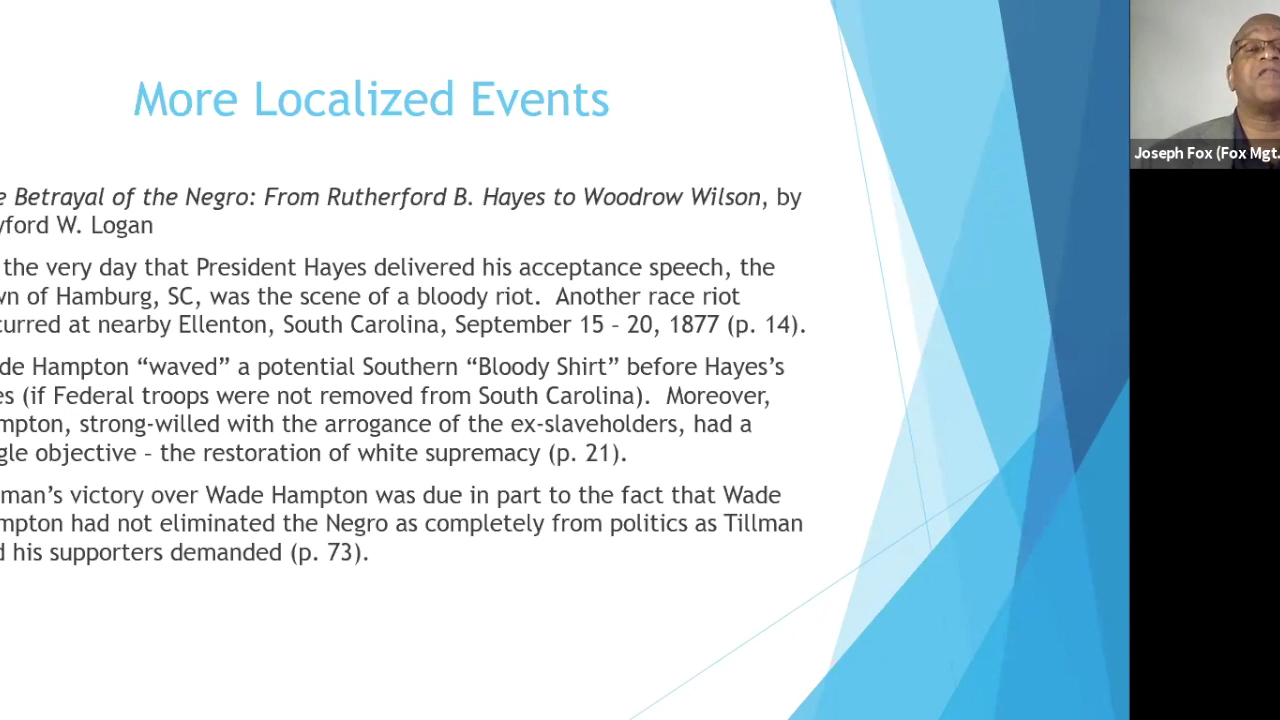 More Localized Events
e Betrayal of the Negro: From Rutherford B. Hayes to Woodrow Wilson, by
yford W. Logan
the very day that President Hayes delivered his acceptance speech, the
wn of Hamburg, SC, was the scene of a bloody riot. Another race riot
curred at nearby Ellenton, South Carolina, September 15 – 20, 1877 (p. 14).
de Hampton “waved” a potential Southern “Bloody Shirt” before Hayes’s
es (if Federal troops were not removed from South Carolina). Moreover,
mpton, strong-willed with the arrogance of the ex-slaveholders, had a
gle objective – the restoration of white supremacy (p. 21).
man’s victory over Wade Hampton was due in part to the fact that Wade
mpton had not eliminated the Negro as completely from politics as Tillman
d his supporters demanded (p. 73).
Joseph Fox (Fox Mgt.